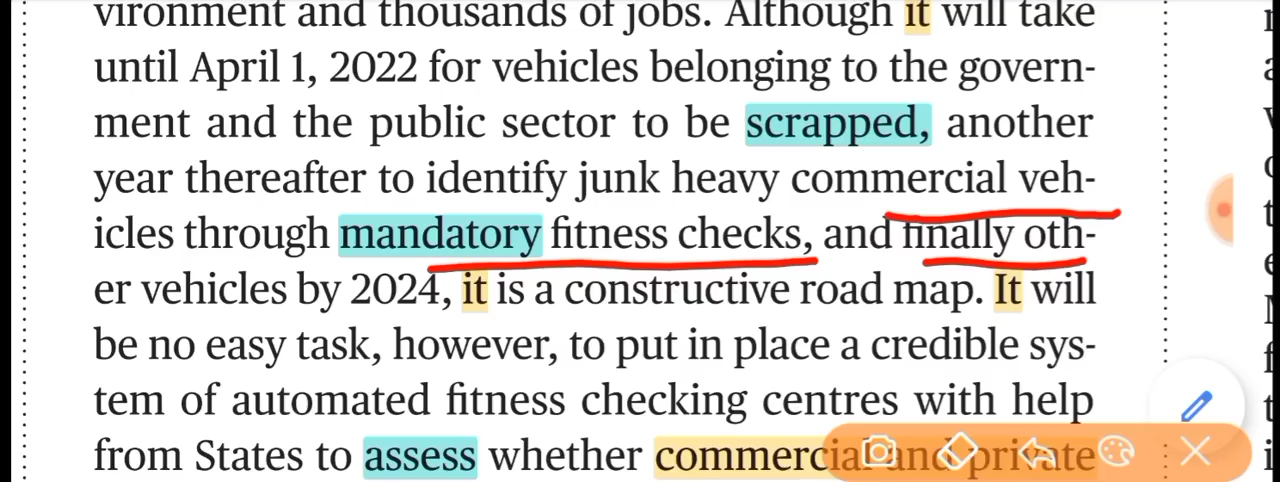 vironment and thousands of jobs. Although it will take
until April 1, 2022 for vehicles belonging to the govern-
ment and the public sector to be scrapped, another
year thereafter to identify junk heavy commercial veh-
icles through mandatory fitness checks, and finally oth-
er vehicles by 2024, it is a constructive road map. It will
be no easy task, however, to put in place a credible sys-
tem of automated fitness checking centres with help
from States to assess whether commercial and private